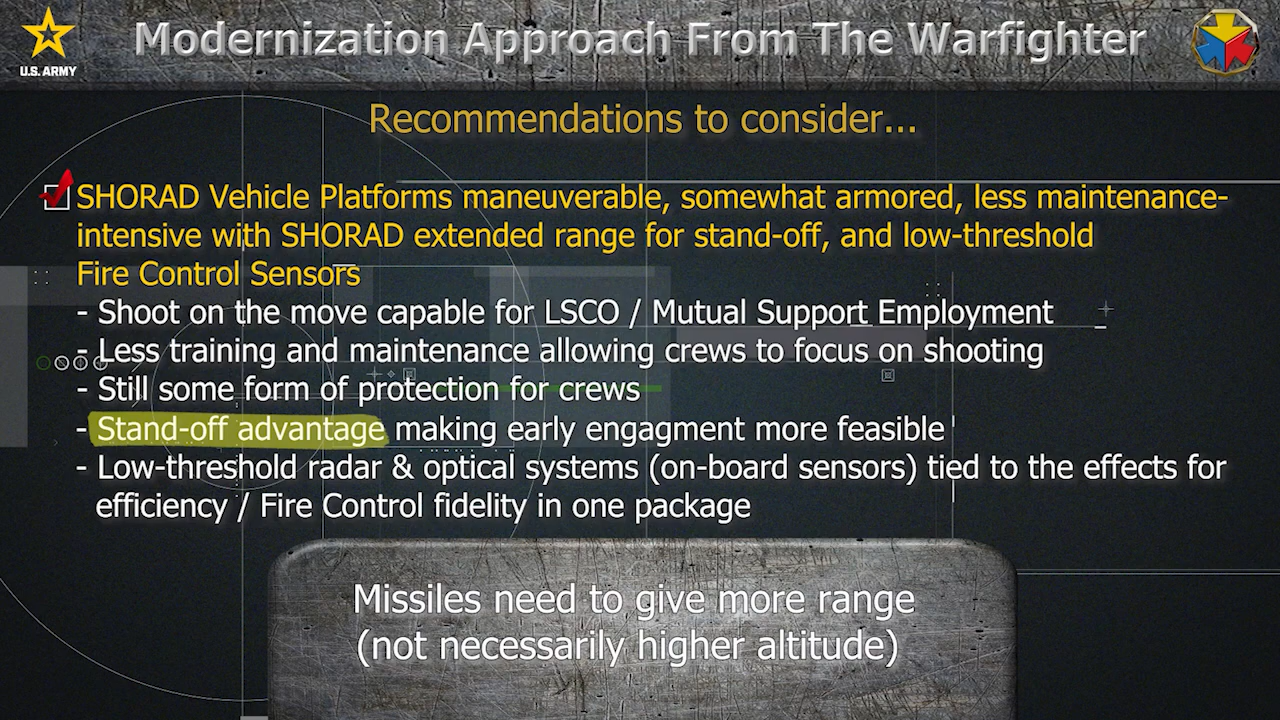 U.S. ARMY
Modernization Approach From The Warfighter
Recommendations to consider...
SHORAD Vehicle Platforms maneuverable, somewhat armored, less maintenance-
intensive with SHORAD extended range for stand-off, and low-threshold
Fire Control Sensors
- Shoot on the move capable for LSCO / Mutual Support Employment
- Less training and maintenance allowing crews to focus on shooting
- Still some form of protection for crews
- Stand-off advantage making early engagment more feasible
- Low-threshold radar & optical systems (on-board sensors) tied to the effects for
efficiency / Fire Control fidelity in one package
Missiles need to give more range
(not necessarily higher altitude)